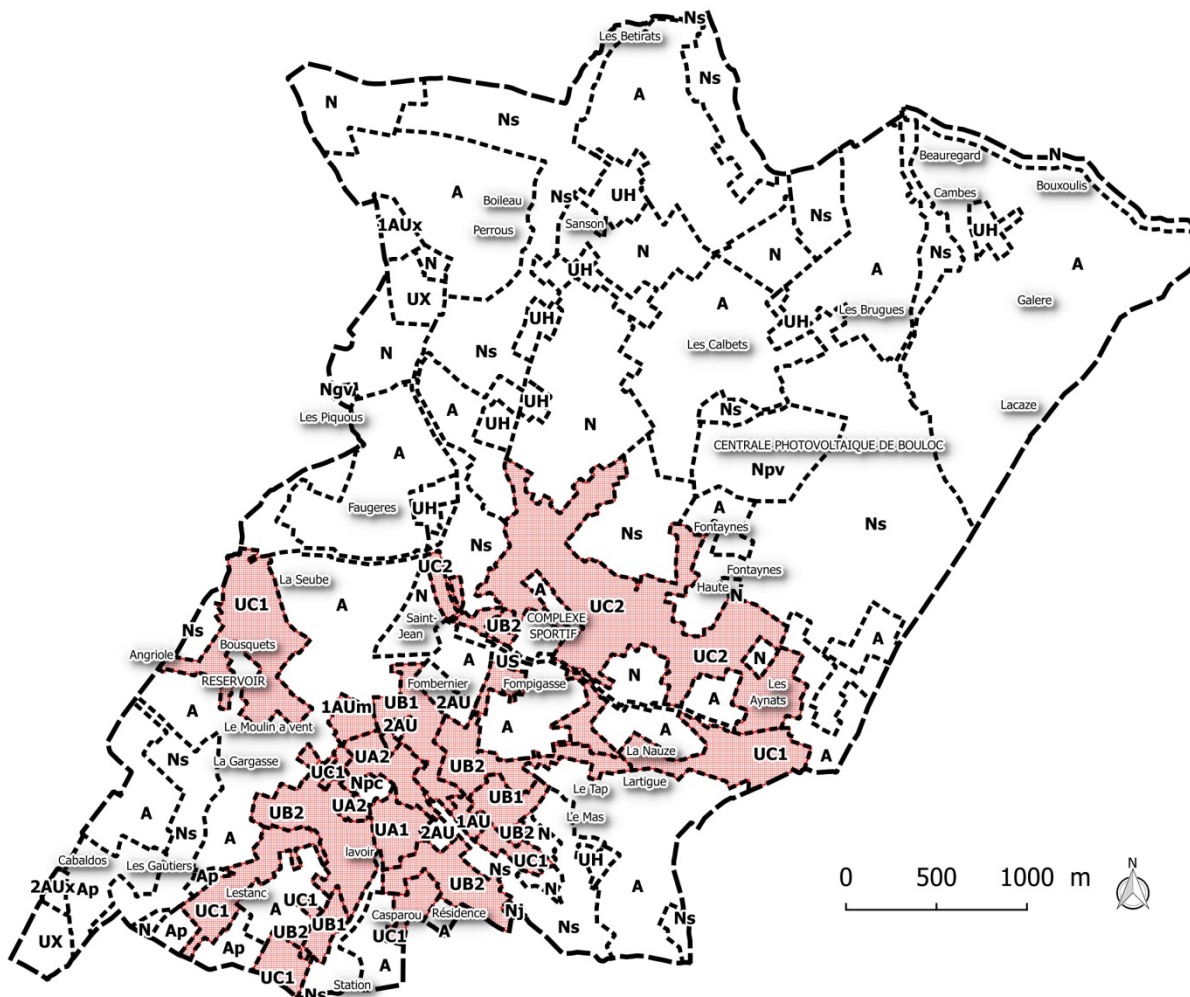 Ns
Les Betirats
Ns
N
A
Ns
Beauregard
N
A
Boileau
Ns
UH
Ns
Cambes
Bouxoulis
Perrous
Sanson
1AUx
N
UH
N
N
A
Ns
UH
A
UX
Galere
UH
Les Brugues
Ns
UH
Les Calbets
N
Ngv
A
UH
Ns
Lacaze
Les Piquous
UH
N
CENTRALE PHOTOVOLTAIQUE DE BOULOC
A
Npv
Faugeres
UH
A
Fontaynes
Ns
Ns
Ns
UC2
La Seube
Fontaynes
N
A
Haute
N
UC1
A
UC2
Saint-
Jean
COMPLEXE
SPORTIF
UB2
Ns
Bousquets
A
Angriole
A
US
UC2
N
RESERVOIR
Fombernier
Fompigasse
N
Les
Aynats
UB1
2AU
A
1AUm
A
Le Moulin a vent
2AU
A
La Nauze
A
Ns
La Gargasse
UA2
UC1
UB2
UC1
Npc
Lartigue
Le Tap
UB1
UA2
UB2
A
1AU
Le Mas
UA1
2AU
UB2
N
Ns
A
lavoir
Cabaldos
Les Gautiers
UC1
UH
Ns
2AUx
Ap
Ap
Lestanc
UB2
N
A
UC1
UC1
A
Casparou
Résidence
Nj
Ns
N
Ap
UB2
UB1
A
UX
Ap
UC1
Ns
A
UC1
Station
Ns
0 500 1000 m
N